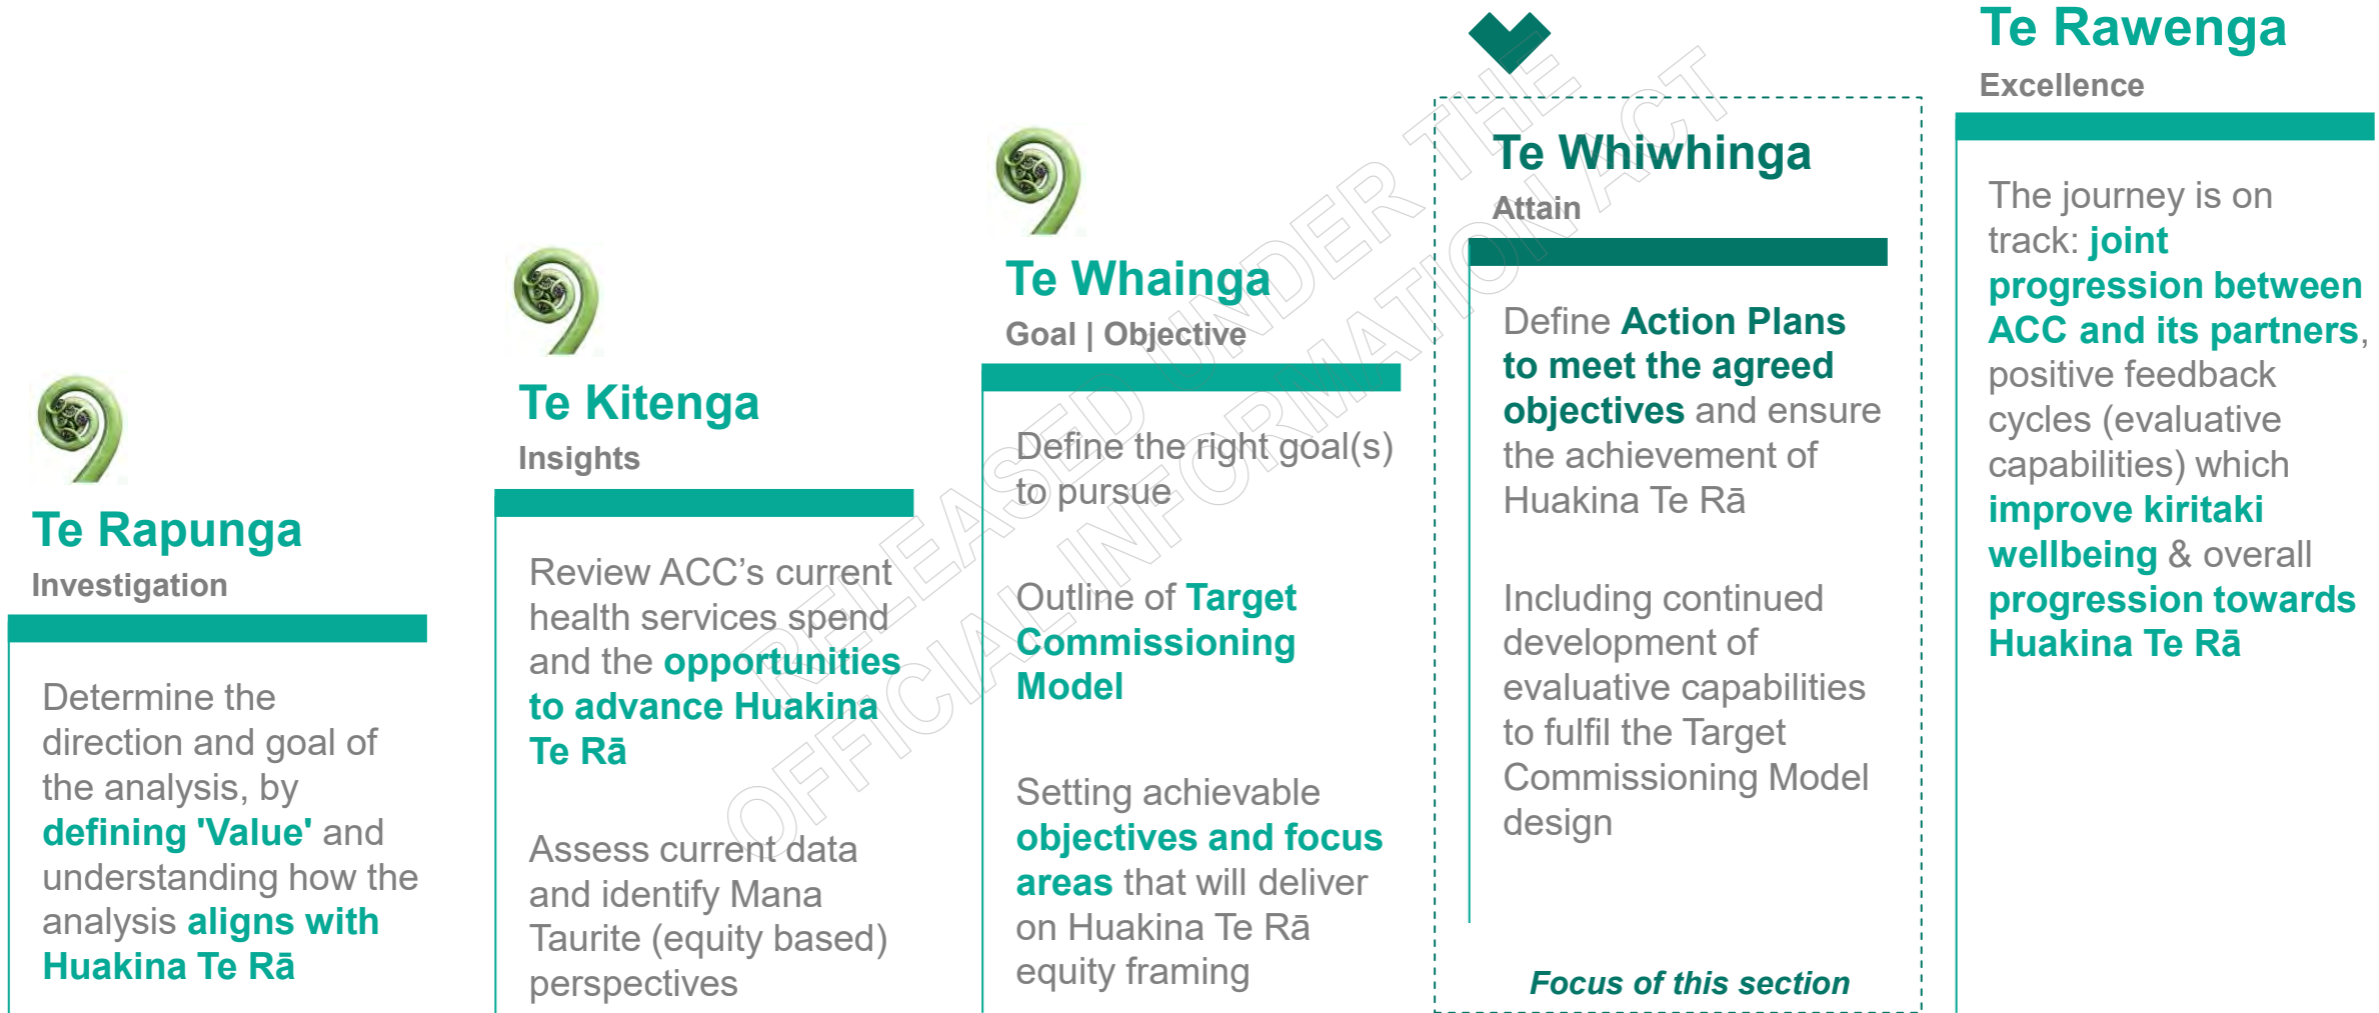 Te Rapunga
Investigation
Determine the
direction and goal of
the analysis, by
defining 'Value' and
understanding how the
analysis aligns with
Huakina Te Rā
Te Kitenga
Insights
Review ACC's current
health services spend
and the opportunities
to advance Huakina
Te Rā
Assess current data
and identify Mana
Taurite (equity based)
perspectives
Te Whainga
Goal | Objective
Define the right goal(s)
to pursue
Outline of Target
Commissioning
Model
Setting achievable
objectives and focus
areas that will deliver
on Huakina Te Rā
equity framing
Te Whiwhinga
Attain
Define Action Plans
to meet the agreed
objectives and ensure
the achievement of
Huakina Te Rā
Including continued
development of
evaluative capabilities
to fulfil the Target
Commissioning Model
design
Focus of this section
Te Rawenga
Excellence
The journey is on
track: joint
progression between
ACC and its partners,
positive feedback
cycles (evaluative
capabilities) which
improve kiritaki
wellbeing & overall
progression towards
Huakina Te Rā
RELEASED UNDER THE
OFFICIAL INFORMATION ACT